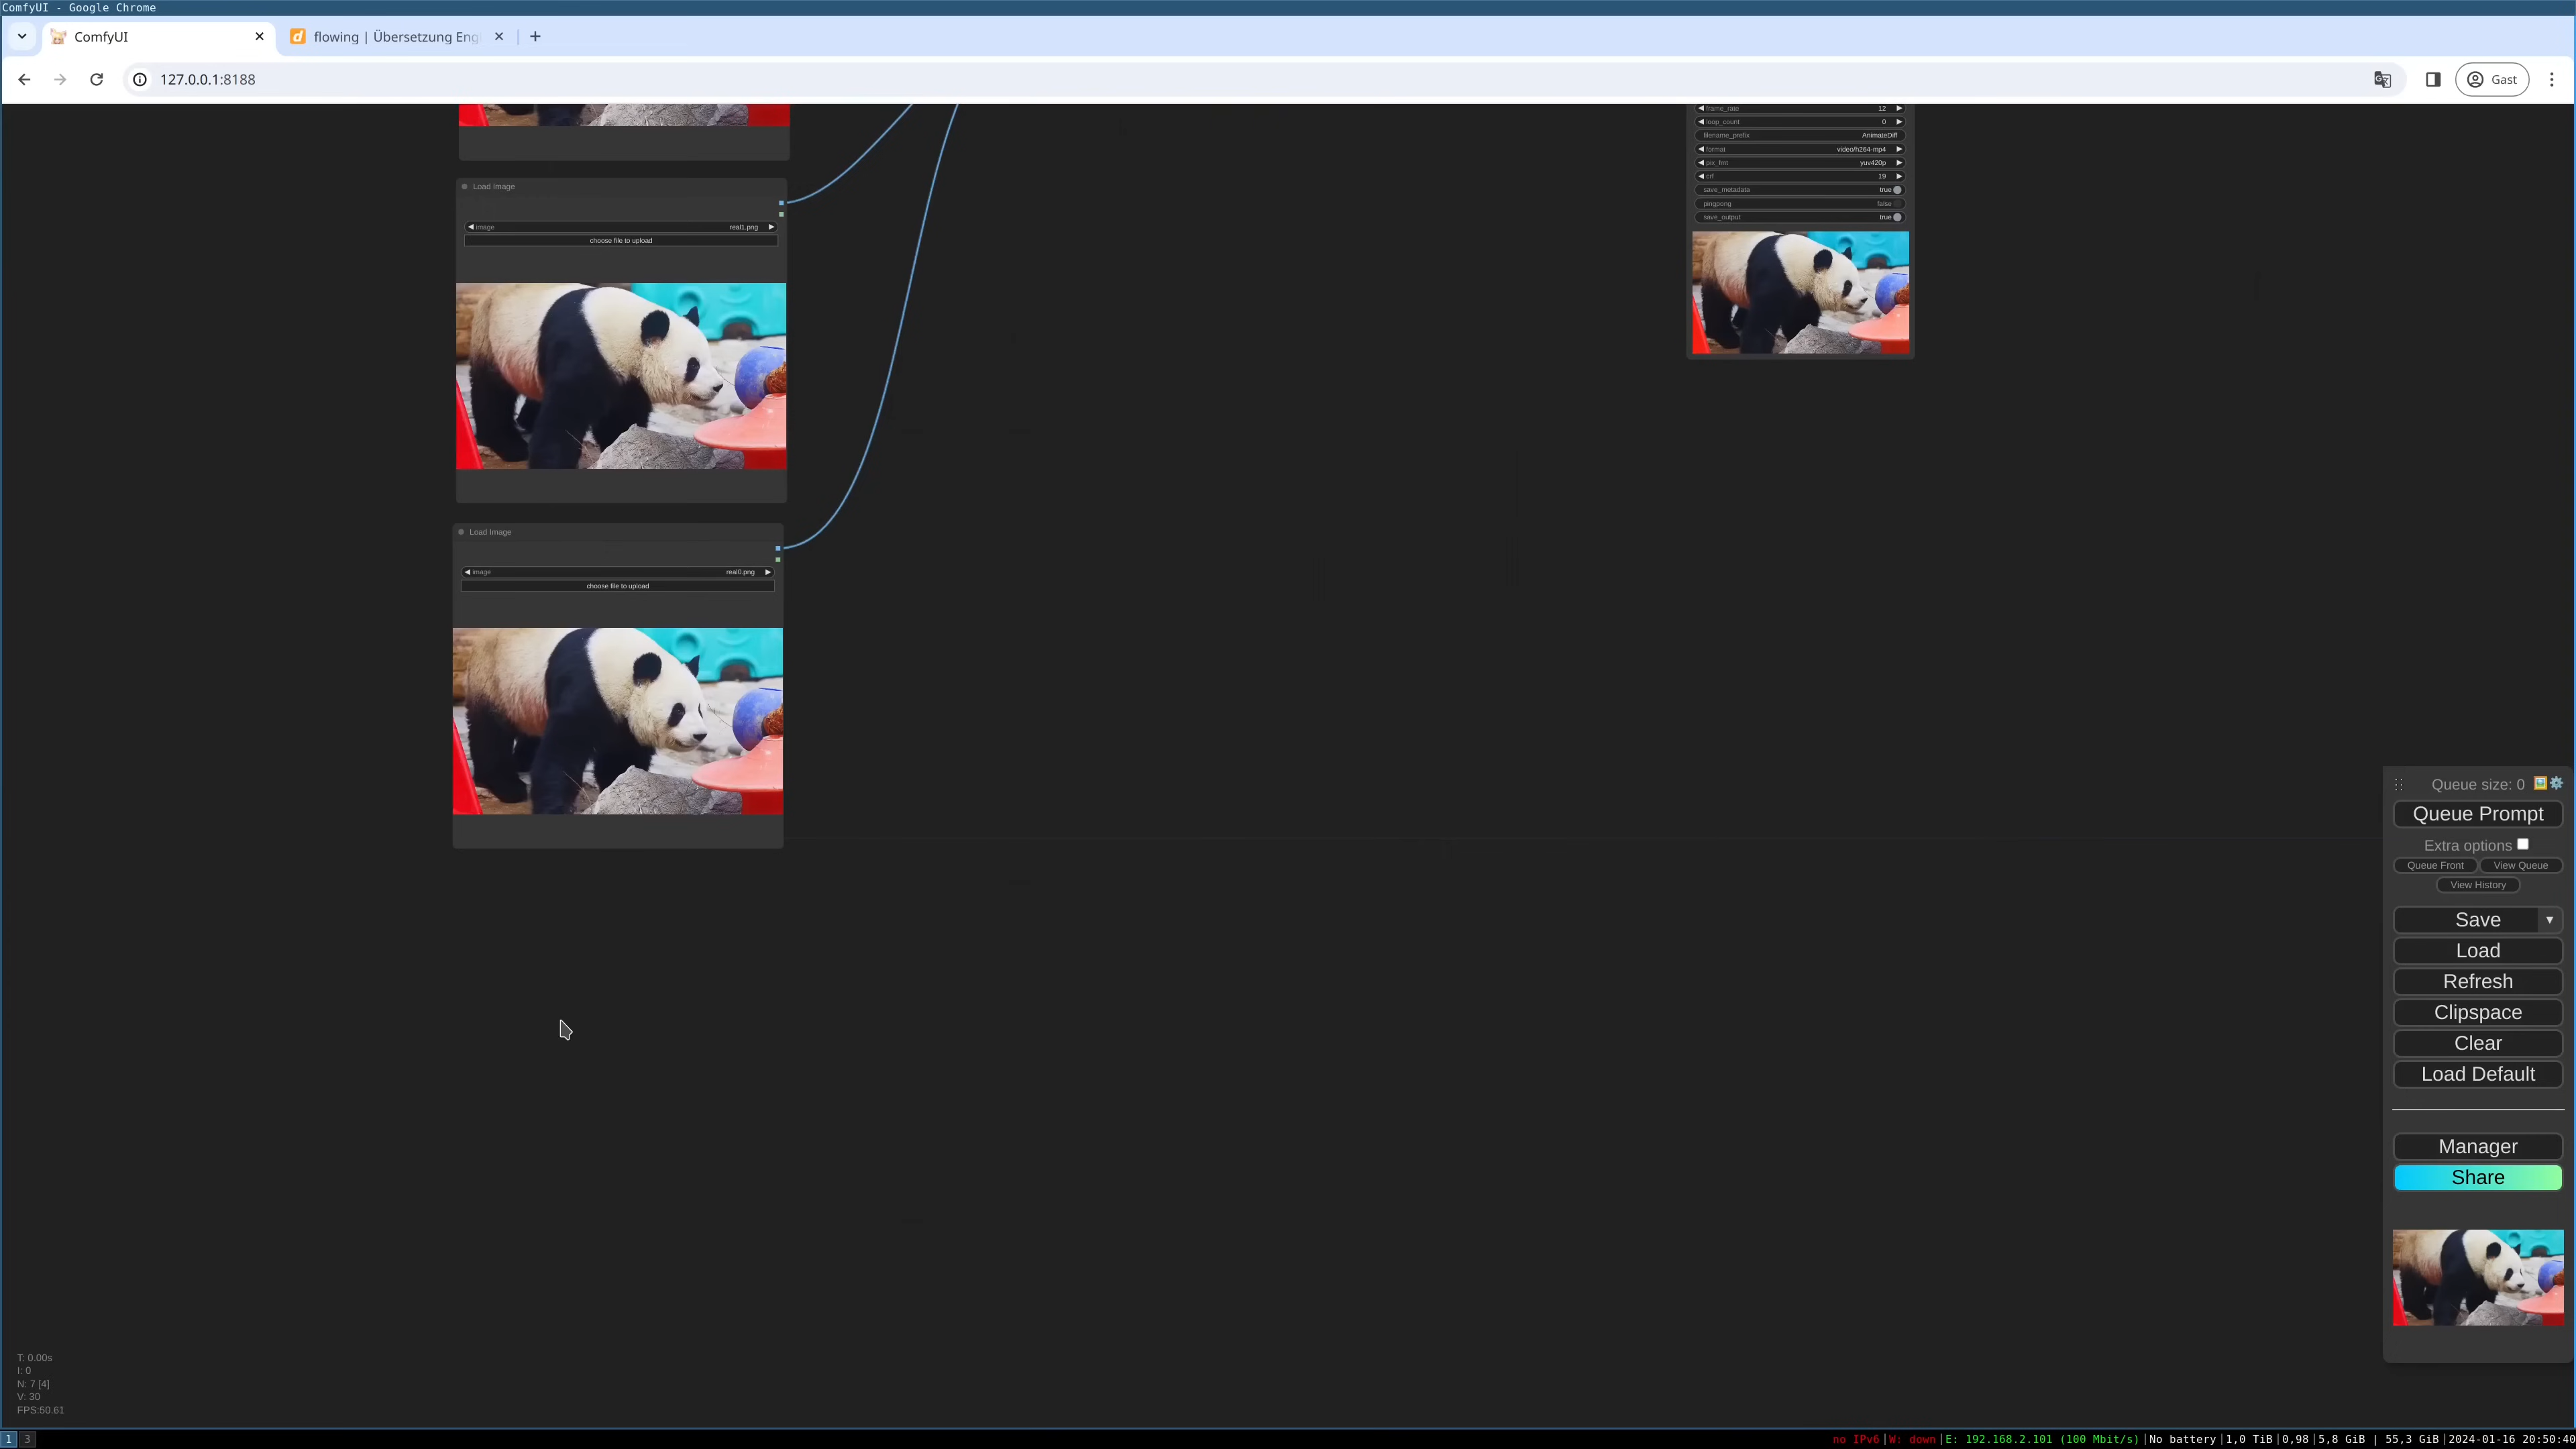 ComfyUI - Google Chrome
ComfyUI
flowing | Übersetzung Eng
127.0.0.1:8188
Gast
frame_rate 12
loop_count 0
filename_prefix AnimateDiff
format video/h264-mp4
pix_fmt yuv420p
crf 19
save_metadata true
pingpong false
save_output true
Load Image
image real1.png
choose file to upload
Load Image
image real0.png
choose file to upload
Queue size: 0
Queue Prompt
Extra options
Queue Front View Queue
View History
Save
Load
Refresh
Clipspace
Clear
Load Default
Manager
Share
T: 0.00s
I: 0
N: 7 [4]
V: 30
FPS:50.61
1 3 no IPv6|W: down|E: 192.168.2.101 (100 Mbit/s)|No battery|1,0 TiB|0,98|5,8 GiB | 55,3 GiB|2024-01-16 20:50:40